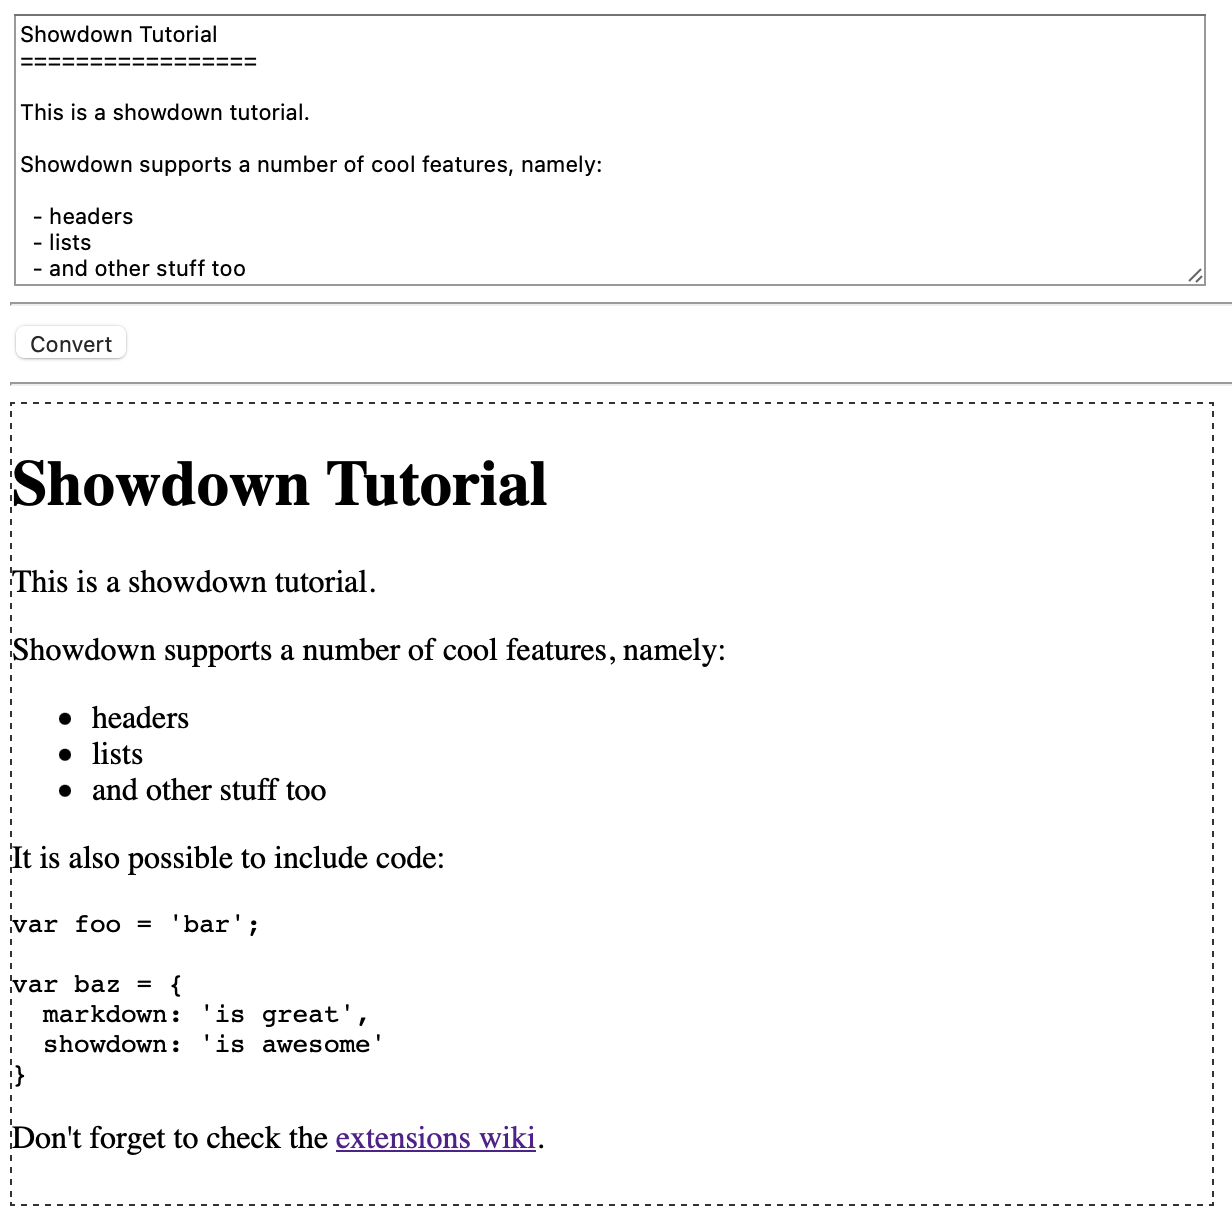 Showdown Tutorial
=================
This is a showdown tutorial.
Showdown supports a number of cool features, namely:
- headers
- lists
- and other stuff too
Convert
Showdown Tutorial
This is a showdown tutorial.
Showdown supports a number of cool features, namely:
• headers
• lists
• and other stuff too
It is also possible to include code:
var foo = 'bar';
var baz = {
  markdown: 'is great',
  showdown: 'is awesome'
}
Don't forget to check the extensions wiki.